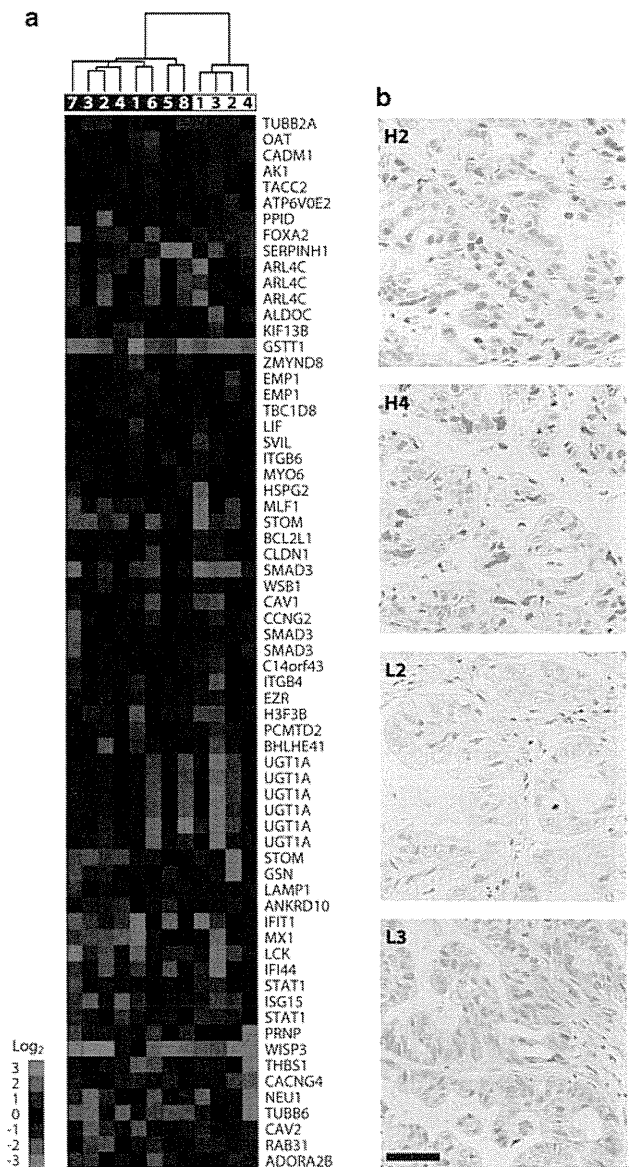 a
7 3 2 4 1 6 5 8 1 3 2 4
TUBB2A
OAT
CADM1
AK1
TACC2
ATP6V0E2
PPID
FOXA2
SERPINH1
ARL4C
ARL4C
ARL4C
ALDOC
KIF13B
GSTT1
ZMYND8
EMP1
EMP1
TBC1D8
LIF
SVIL
ITGB6
MYO6
HSPG2
MLF1
STOM
BCL2L1
CLDN1
SMAD3
WSB1
CAV1
CCNG2
SMAD3
SMAD3
C14orf43
ITGB4
EZR
H3F3B
PCMTD2
BHLHE41
UGT1A
UGT1A
UGT1A
UGT1A
UGT1A
UGT1A
STOM
GSN
LAMP1
ANKRD10
IFIT1
MX1
LCK
IFI44
STAT1
ISG15
STAT1
PRNP
WISP3
THBS1
CACNG4
NEU1
TUBB6
CAV2
RAB31
ADORA2B
Log2
3
2
1
0
-1
-2
-3
b
H2
H4
L2
L3